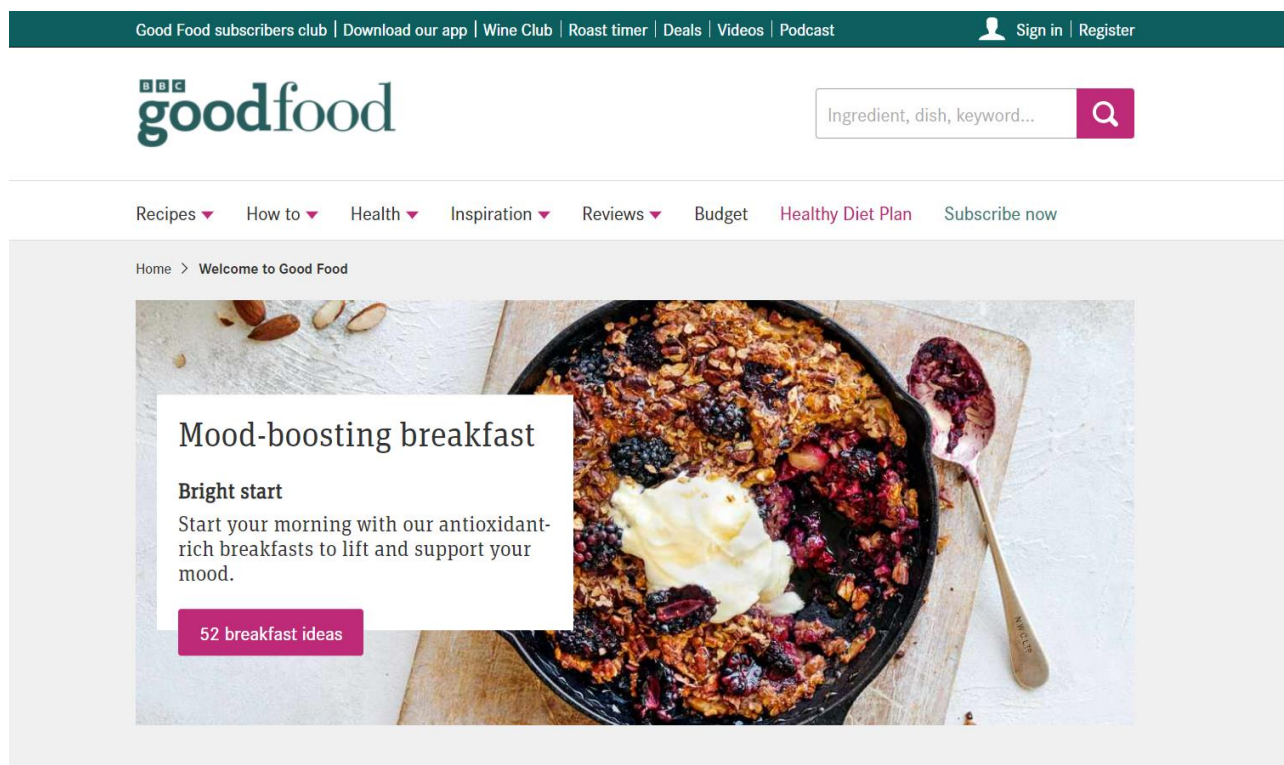 Good Food subscribers club | Download our app | Wine Club | Roast timer | Deals | Videos | Podcast
Sign in | Register
BBC
goodfood
Ingredient, dish, keyword...
Recipes How to Health Inspiration Reviews Budget Healthy Diet Plan Subscribe now
Home > Welcome to Good Food
Mood-boosting breakfast
Bright start
Start your morning with our antioxidant-
rich breakfasts to lift and support your
mood.
52 breakfast ideas
N.W.C.LTD